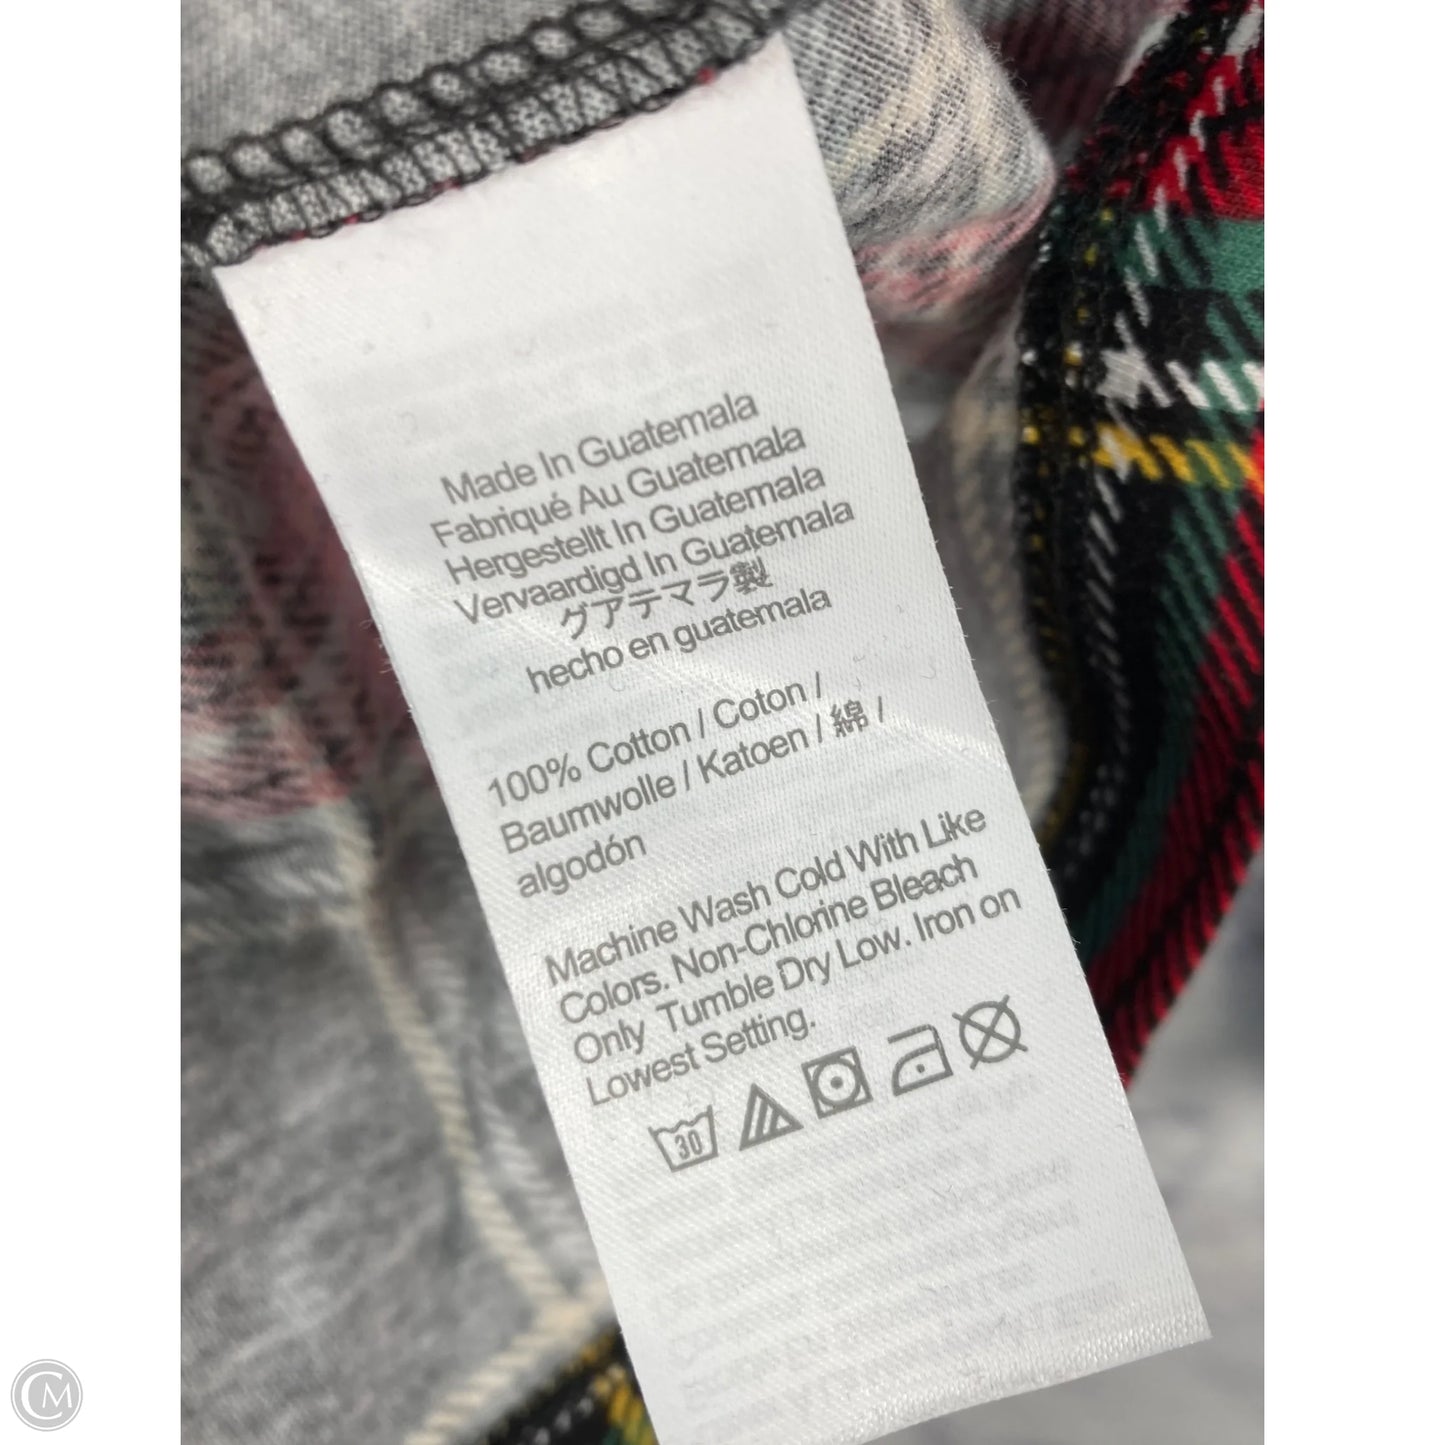 Made In Guatemala
Fabriqué Au Guatemala
Hergestellt In Guatemala
Vervaardigd In Guatemala
グアテマラ製
hecho en guatemala
100% Cotton / Coton /
Baumwolle / Katoen / 綿 /
algodón
Machine Wash Cold With Like
Colors. Non-Chlorine Bleach
Only Tumble Dry Low. Iron on
Lowest Setting.
30
CM